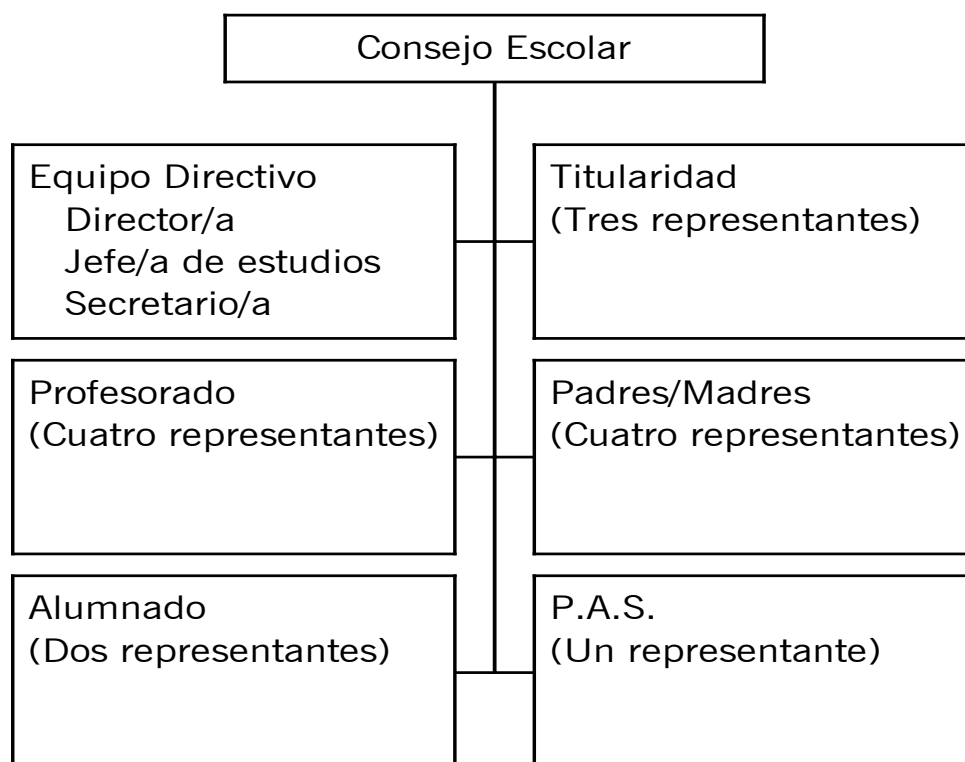 Consejo Escolar
Equipo Directivo
Director/a
Jefe/a de estudios
Secretario/a
Titularidad
(Tres representantes)
Profesorado
(Cuatro representantes)
Padres/Madres
(Cuatro representantes)
Alumnado
(Dos representantes)
P.A.S.
(Un representante)